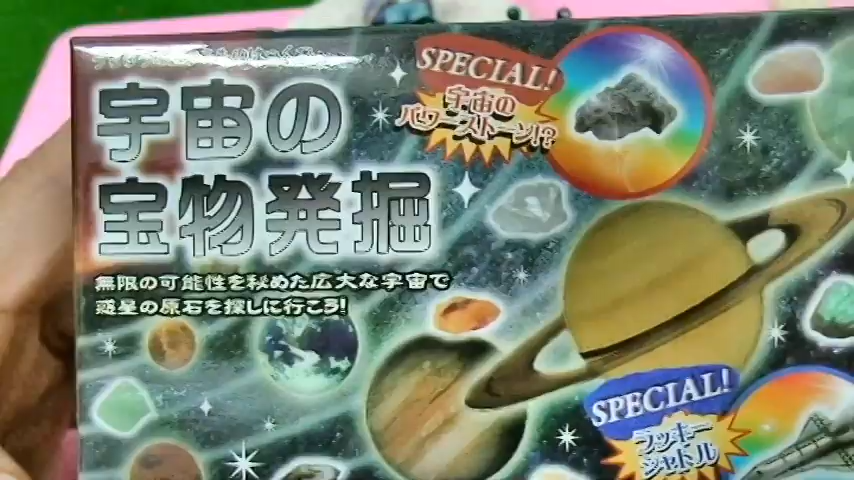 宇宙の
宝物発掘
無限の可能性を秘めた広大な宇宙で
惑星の原石を探しに行こう!
SPECIAL!
宇宙の
パワーストーン!?
SPECIAL!
ラッキー
シャトル